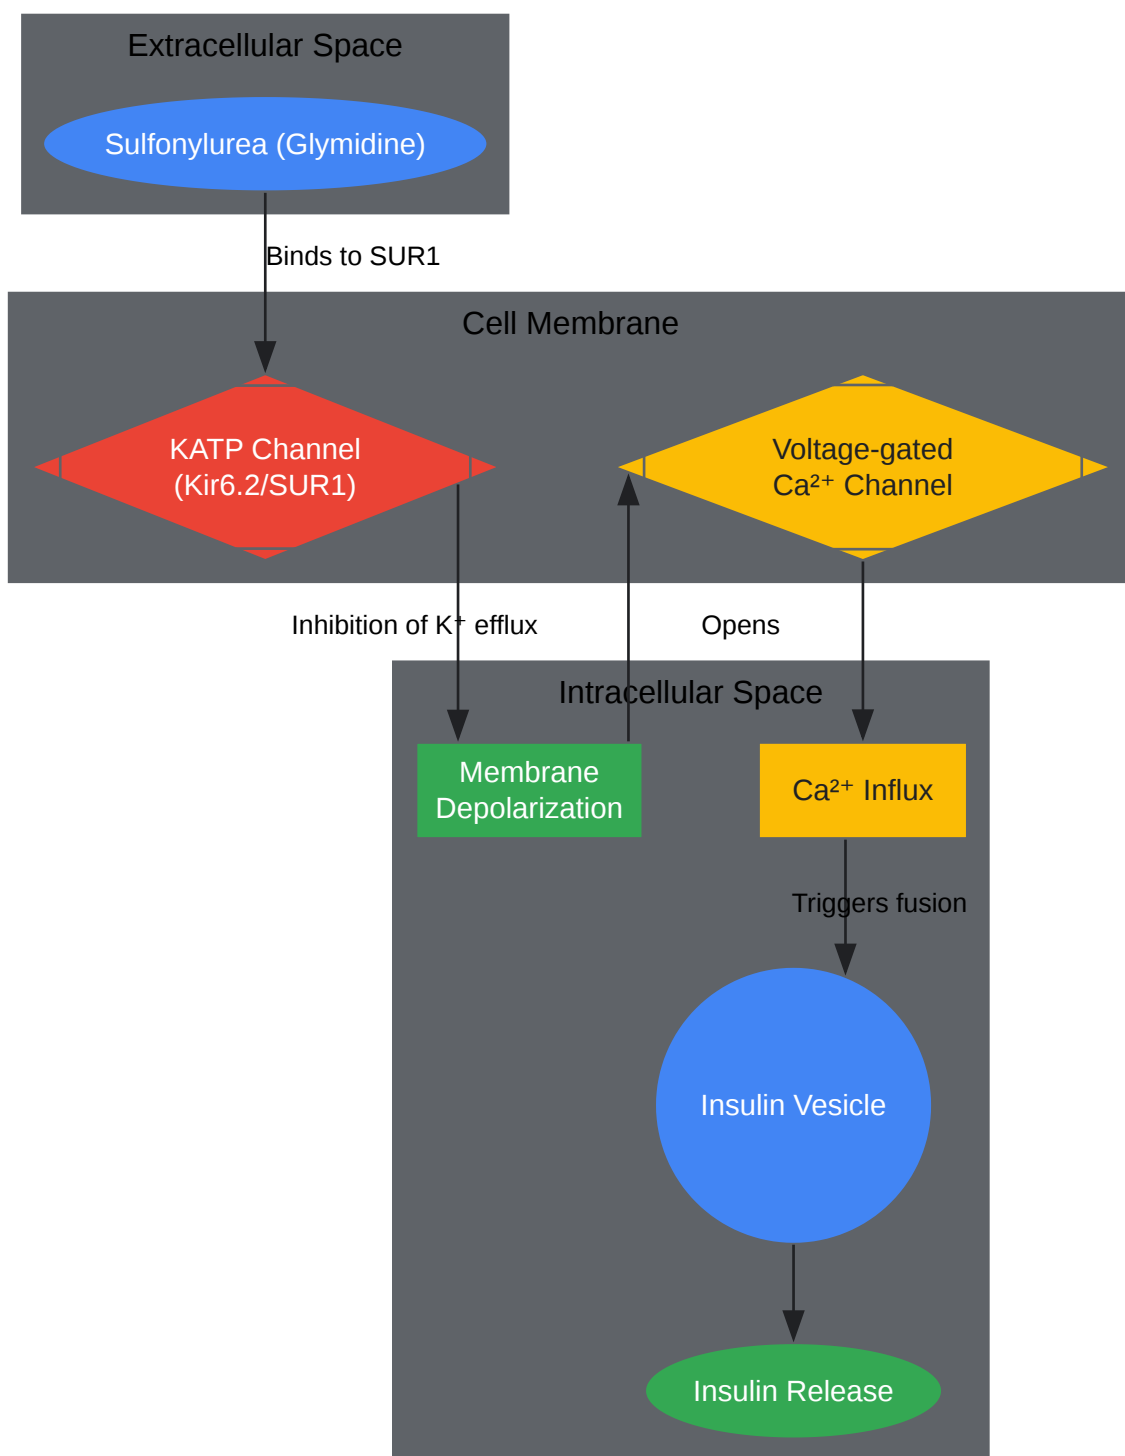 Extracellular Space
Sulfonylurea (Glymidine)
Binds to SUR1
Cell Membrane
KATP Channel
(Kir6.2/SUR1)
Voltage-gated
Ca²⁺ Channel
Inhibition of K⁺ efflux
Opens
Intracellular Space
Membrane
Depolarization
Ca²⁺ Influx
Triggers fusion
Insulin Vesicle
Insulin Release